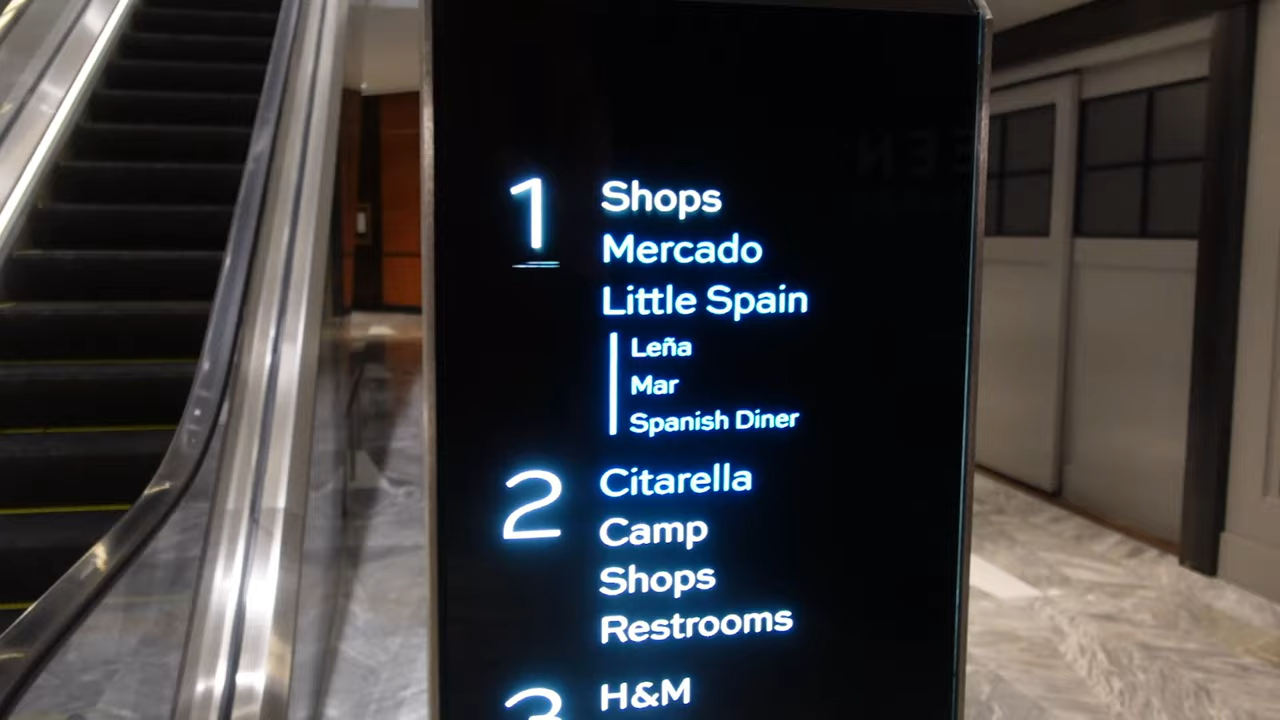 1
Shops
Mercado
Little Spain
Leña
Mar
Spanish Diner
2
Citarella
Camp
Shops
Restrooms
3
H&M